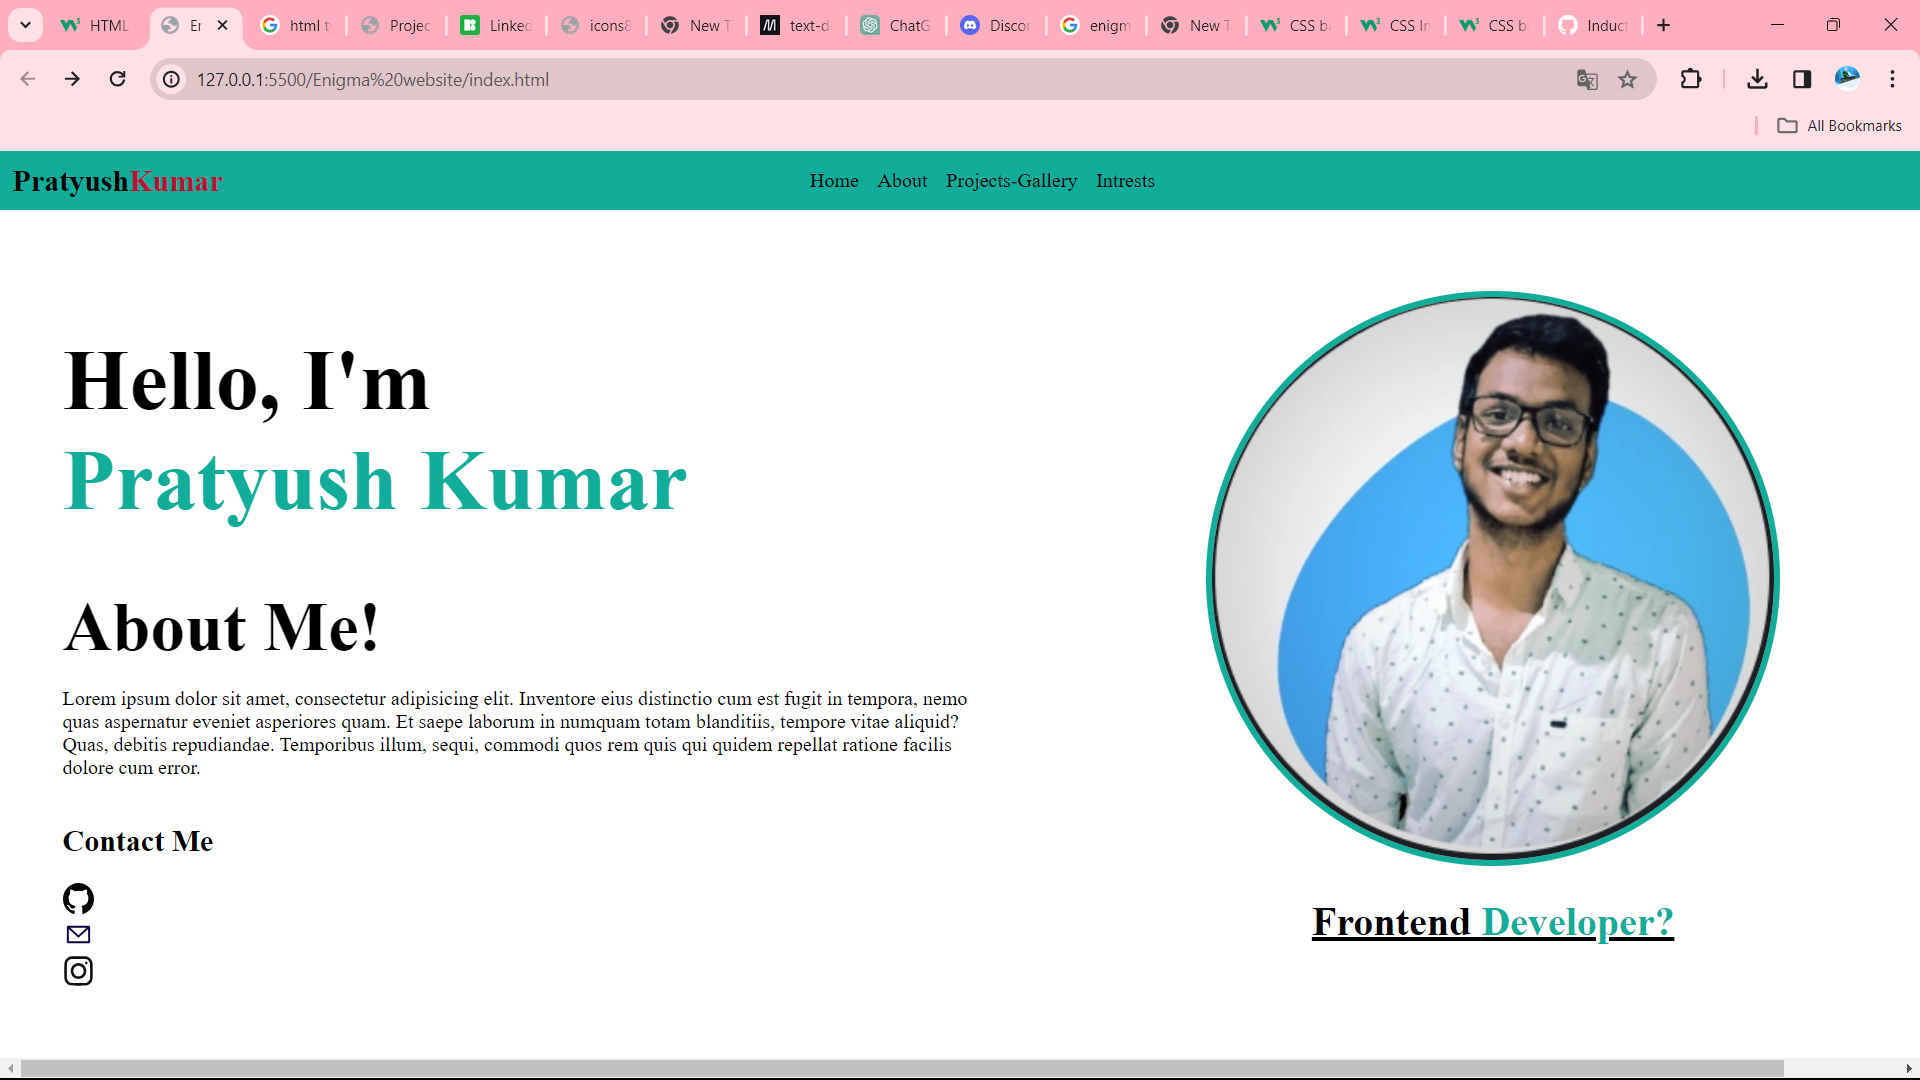 HTML
Er
html ty
Projec
Linked
icons8
New T
text-d
ChatG
Discor
enigm
New T
CSS ba
CSS In
CSS ba
Induct
127.0.0.1:5500/Enigma%20website/index.html
All Bookmarks
PratyushKumar
Home About Projects-Gallery Intrests
Hello, I'm
Pratyush Kumar
About Me!
Lorem ipsum dolor sit amet, consectetur adipisicing elit. Inventore eius distinctio cum est fugit in tempora, nemo
quas aspernatur eveniet asperiores quam. Et saepe laborum in numquam totam blanditiis, tempore vitae aliquid?
Quas, debitis repudiandae. Temporibus illum, sequi, commodi quos rem quis qui quidem repellat ratione facilis
dolore cum error.
Contact Me
Frontend Developer?